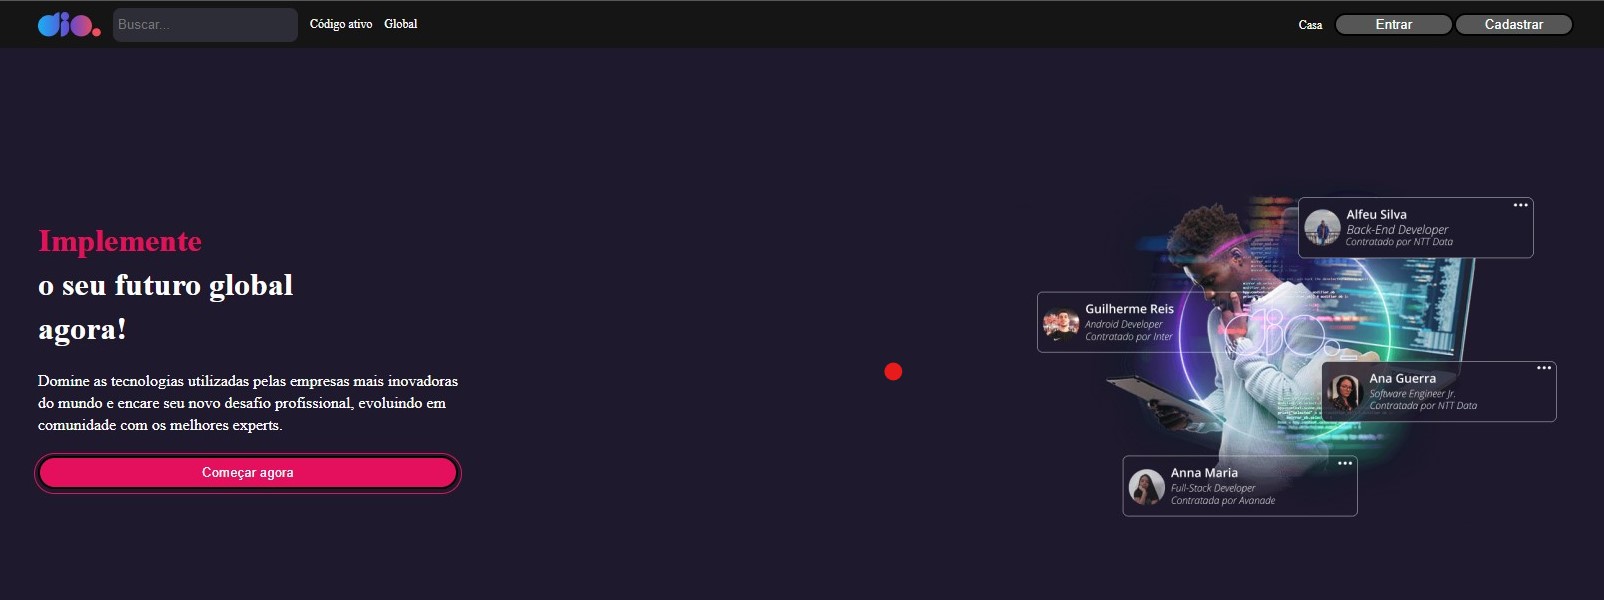 dio.
Buscar...
Código ativo
Global
Casa
Entrar
Cadastrar
Implemente
o seu futuro global
agora!
Domine as tecnologias utilizadas pelas empresas mais inovadoras
do mundo e encare seu novo desafio profissional, evoluindo em
comunidade com os melhores experts.
Começar agora
Alfeu Silva
Back-End Developer
Contratado por NTT Data
Guilherme Reis
Android Developer
Contratado por Inter
dio.
Ana Guerra
Software Engineer Jr.
Contratada por NTT Data
Anna Maria
Full-Stack Developer
Contratada por Avanade